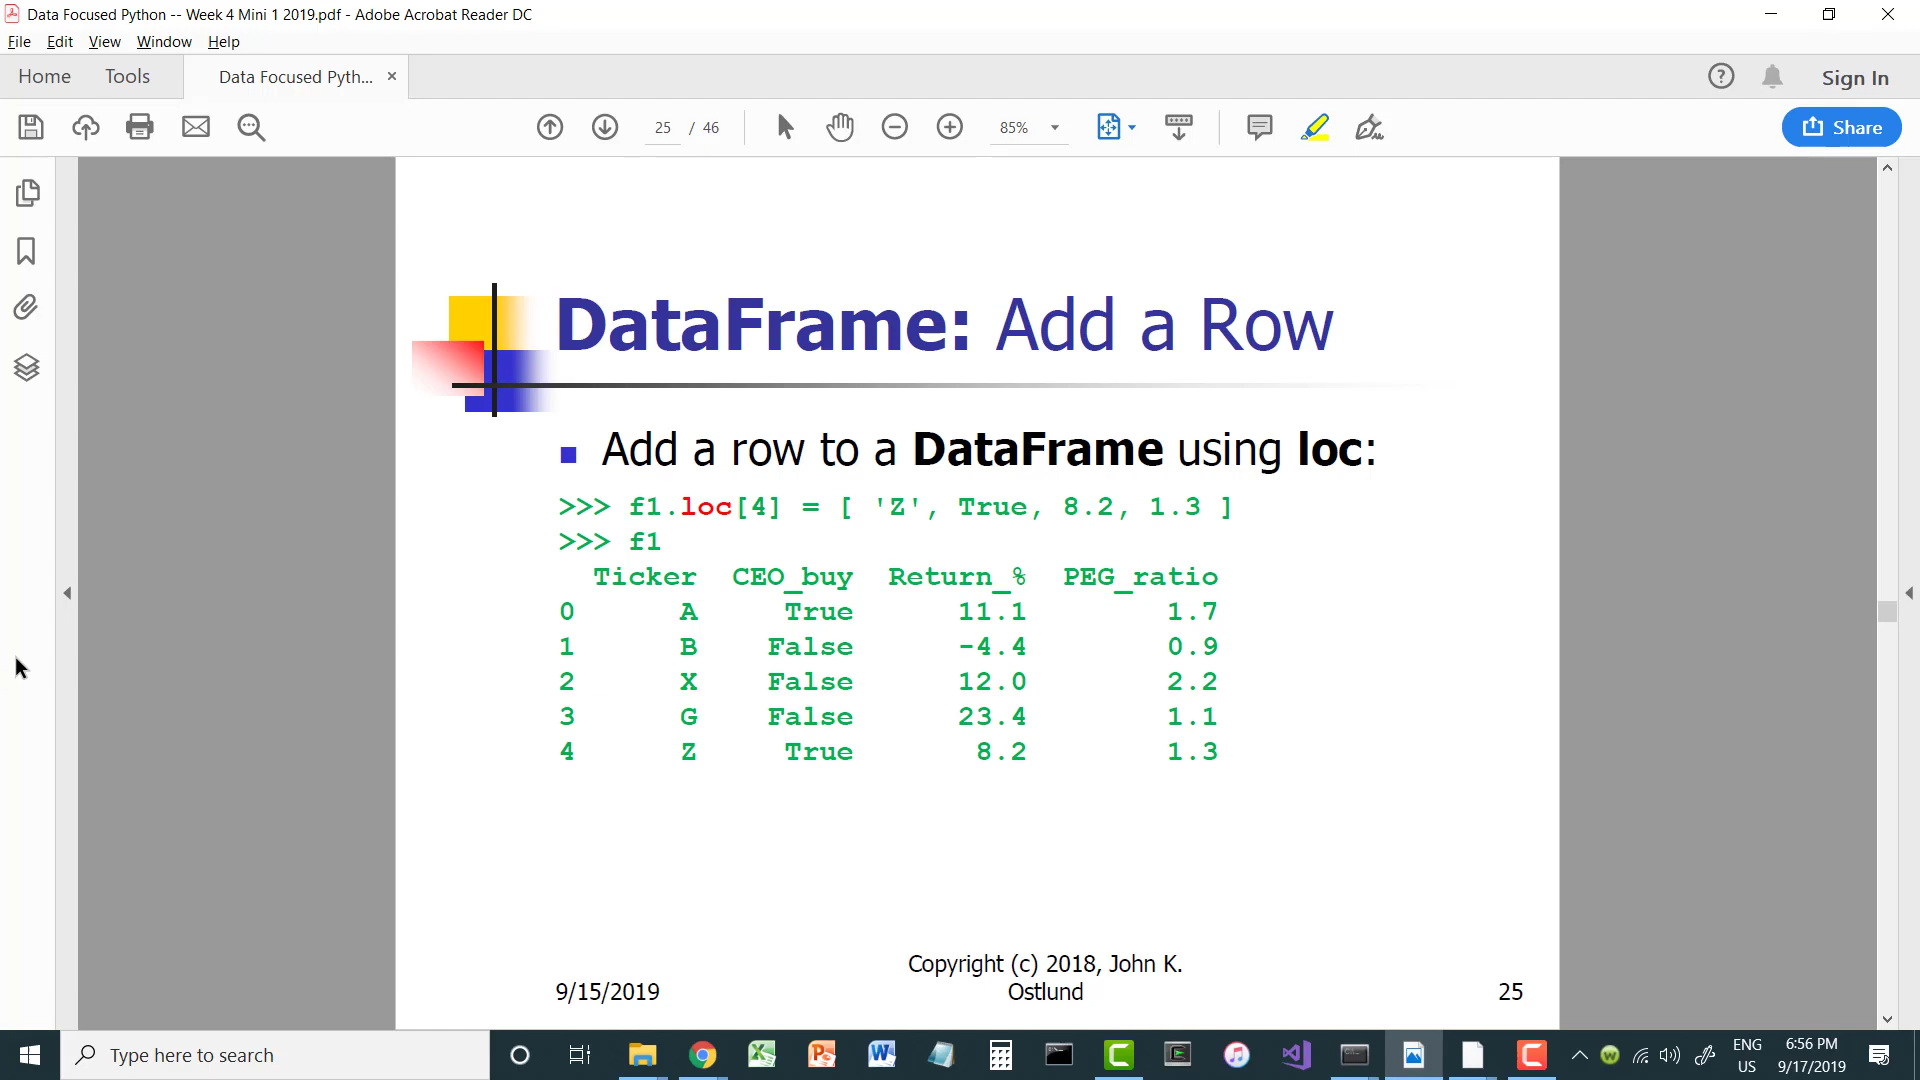 Data Focused Python -- Week 4 Mini 1 2019.pdf - Adobe Acrobat Reader DC
File Edit View Window Help
Home Tools Data Focused Pyth... × Sign In
25 / 46 85% Share
DataFrame: Add a Row
Add a row to a DataFrame using loc:
>>> f1.loc[4] = [ 'Z', True, 8.2, 1.3 ]
>>> f1
Ticker CEO_buy Return_% PEG_ratio
0 A True 11.1 1.7
1 B False -4.4 0.9
2 X False 12.0 2.2
3 G False 23.4 1.1
4 Z True 8.2 1.3
Copyright (c) 2018, John K.
9/15/2019 Ostlund 25
Type here to search
ENG 6:56 PM
US 9/17/2019